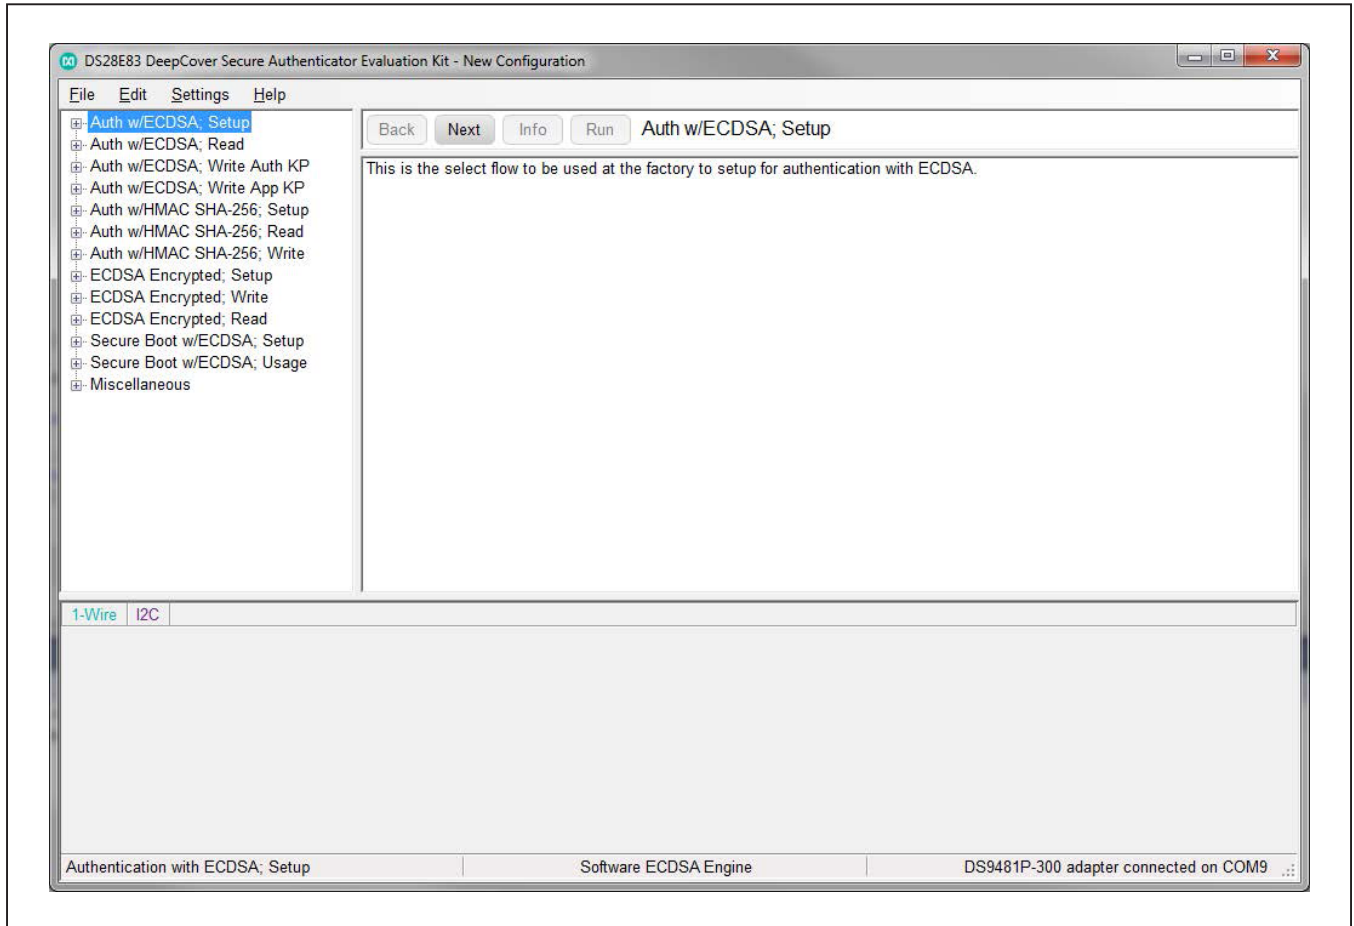 DS28E83 DeepCover Secure Authenticator Evaluation Kit - New Configuration
File Edit Settings Help
Auth w/ECDSA; Setup
Auth w/ECDSA; Read
Auth w/ECDSA; Write Auth KP
Auth w/ECDSA; Write App KP
Auth w/HMAC SHA-256; Setup
Auth w/HMAC SHA-256; Read
Auth w/HMAC SHA-256; Write
ECDSA Encrypted; Setup
ECDSA Encrypted; Write
ECDSA Encrypted; Read
Secure Boot w/ECDSA; Setup
Secure Boot w/ECDSA; Usage
Miscellaneous
Back Next Info Run Auth w/ECDSA; Setup
This is the select flow to be used at the factory to setup for authentication with ECDSA.
1-Wire I2C
Authentication with ECDSA; Setup Software ECDSA Engine DS9481P-300 adapter connected on COM9